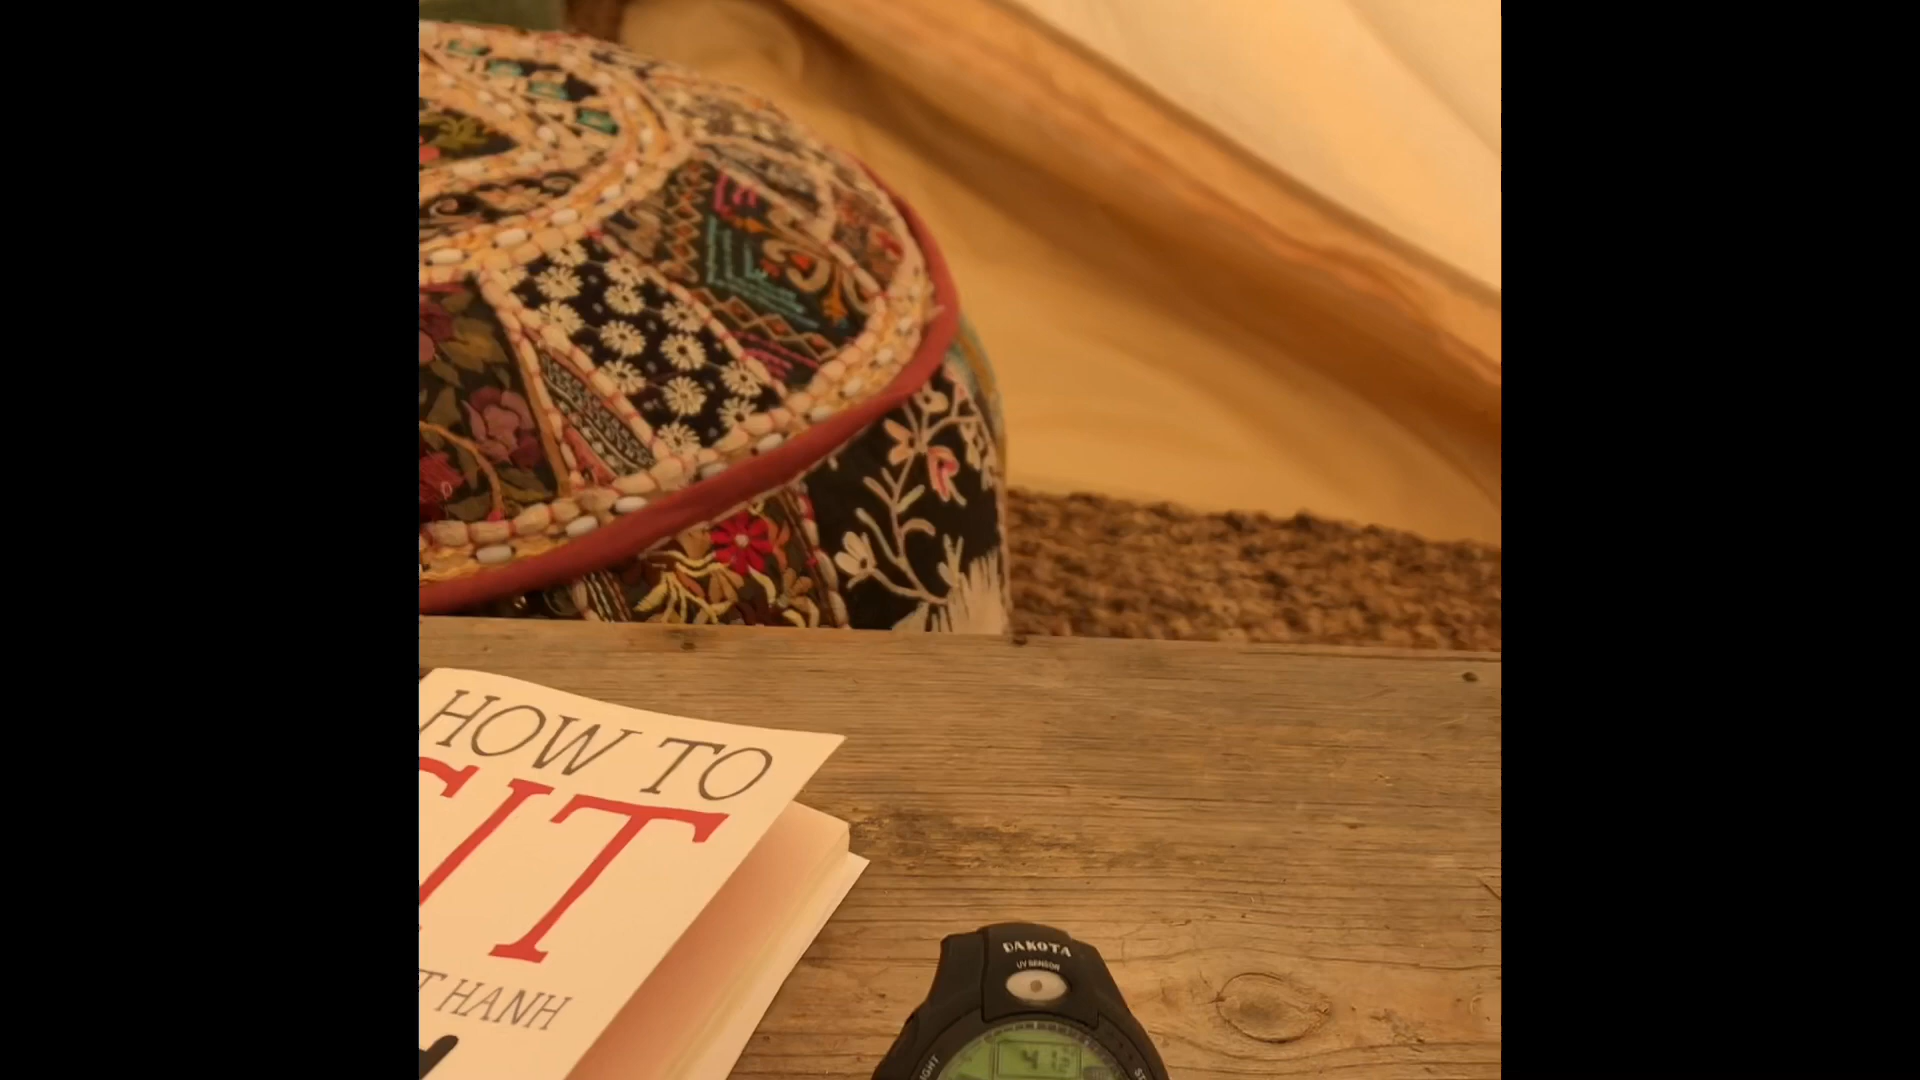 HOW TO
SIT
T HANH
DAKOTA
UV SENSOR